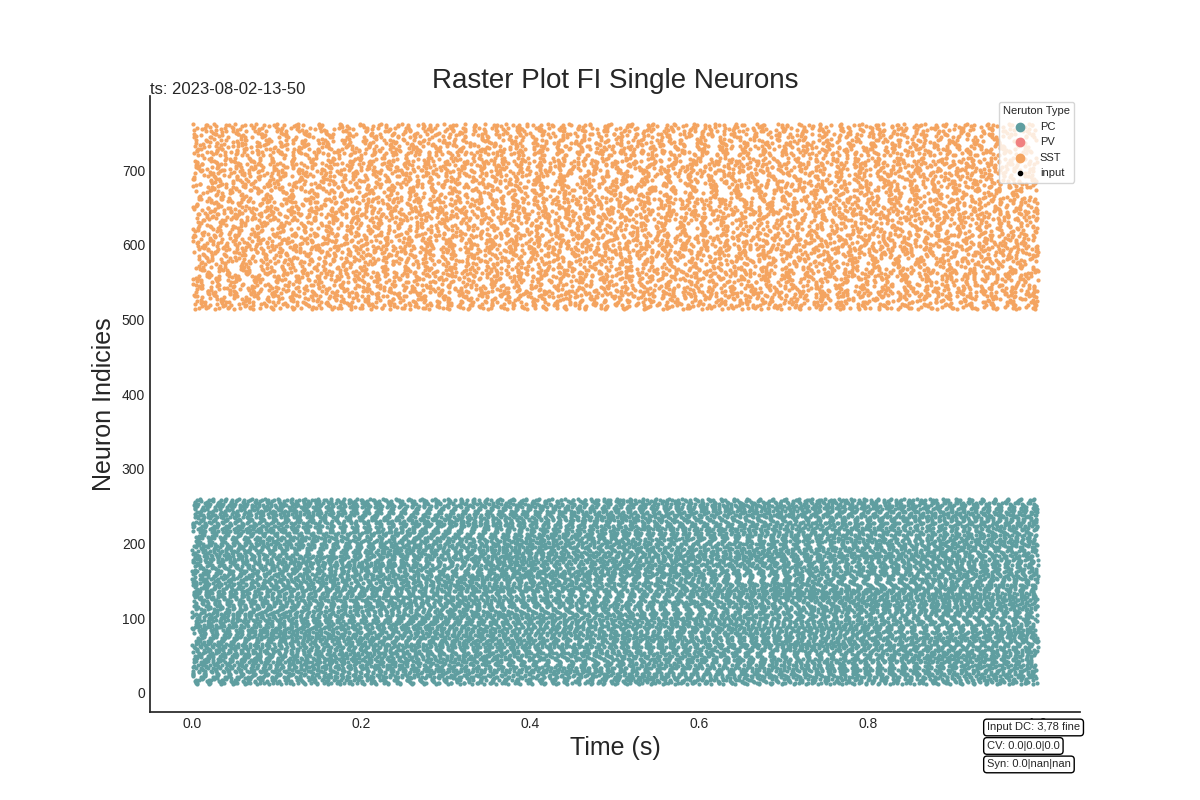 Raster Plot FI Single Neurons
ts: 2023-08-02-13-50
Neruton Type
PC
PV
SST
input
Neuron Indicies
700
600
500
400
300
200
100
0
0.0 0.2 0.4 0.6 0.8
Time (s)
Input DC: 3,78 fine
CV: 0.0|0.0|0.0
Syn: 0.0|nan|nan